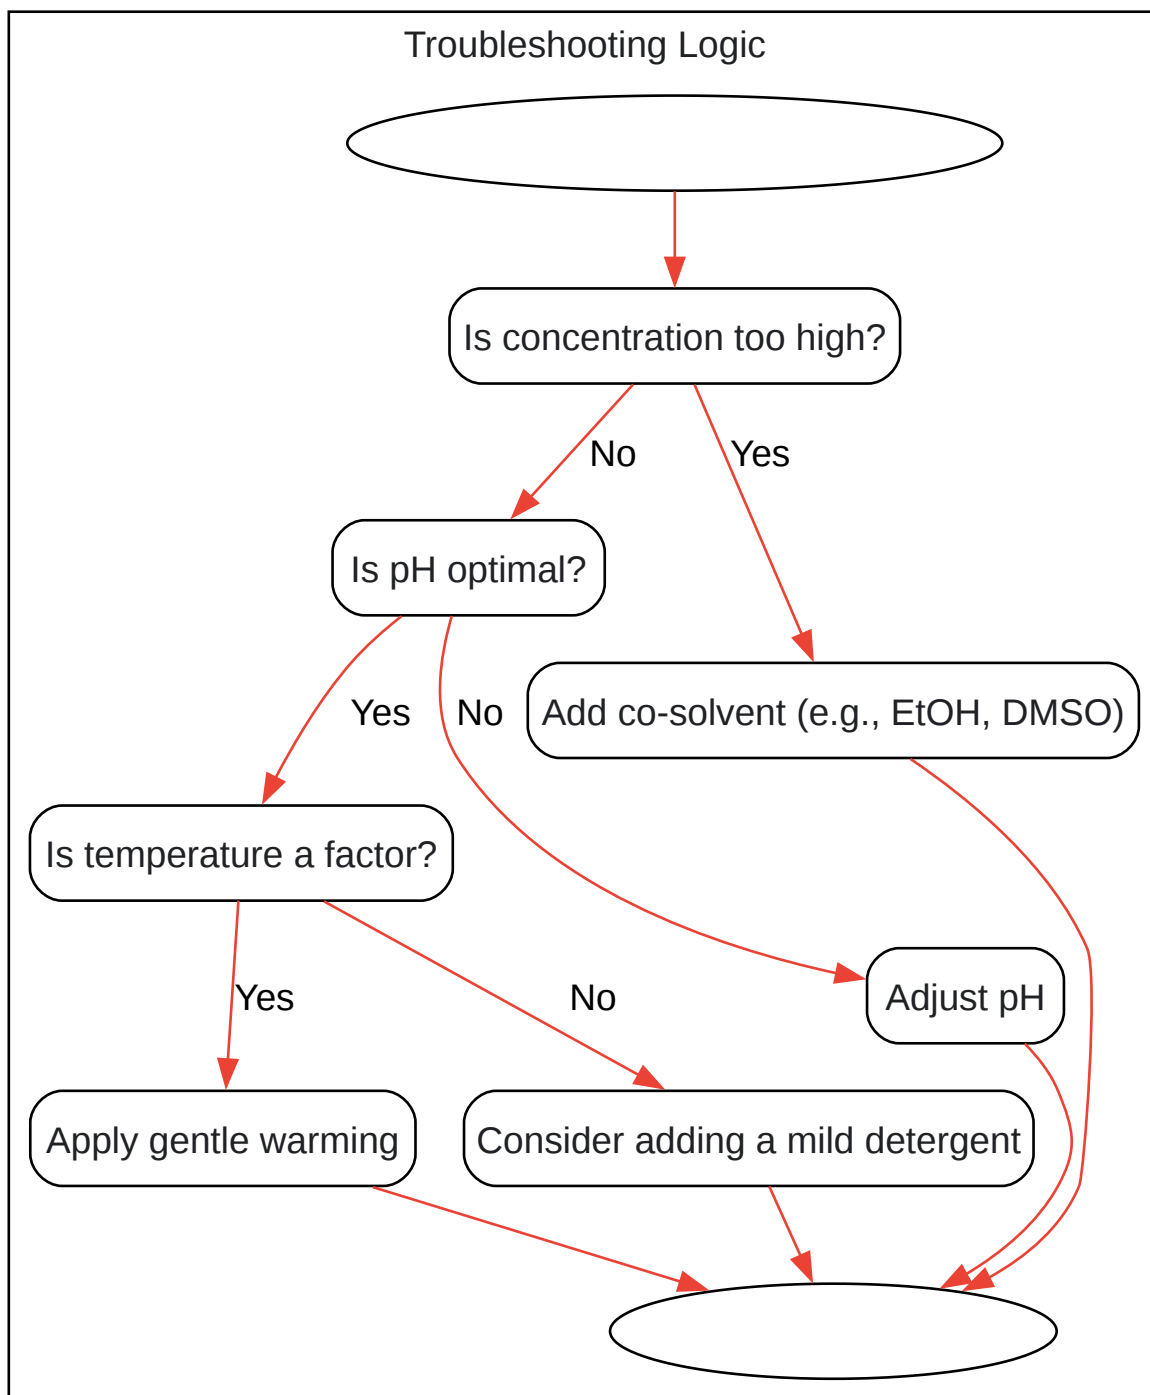 Troubleshooting Logic
Is concentration too high?
No
Yes
Is pH optimal?
Yes
No
Add co-solvent (e.g., EtOH, DMSO)
Is temperature a factor?
Yes
No
Adjust pH
Apply gentle warming
Consider adding a mild detergent